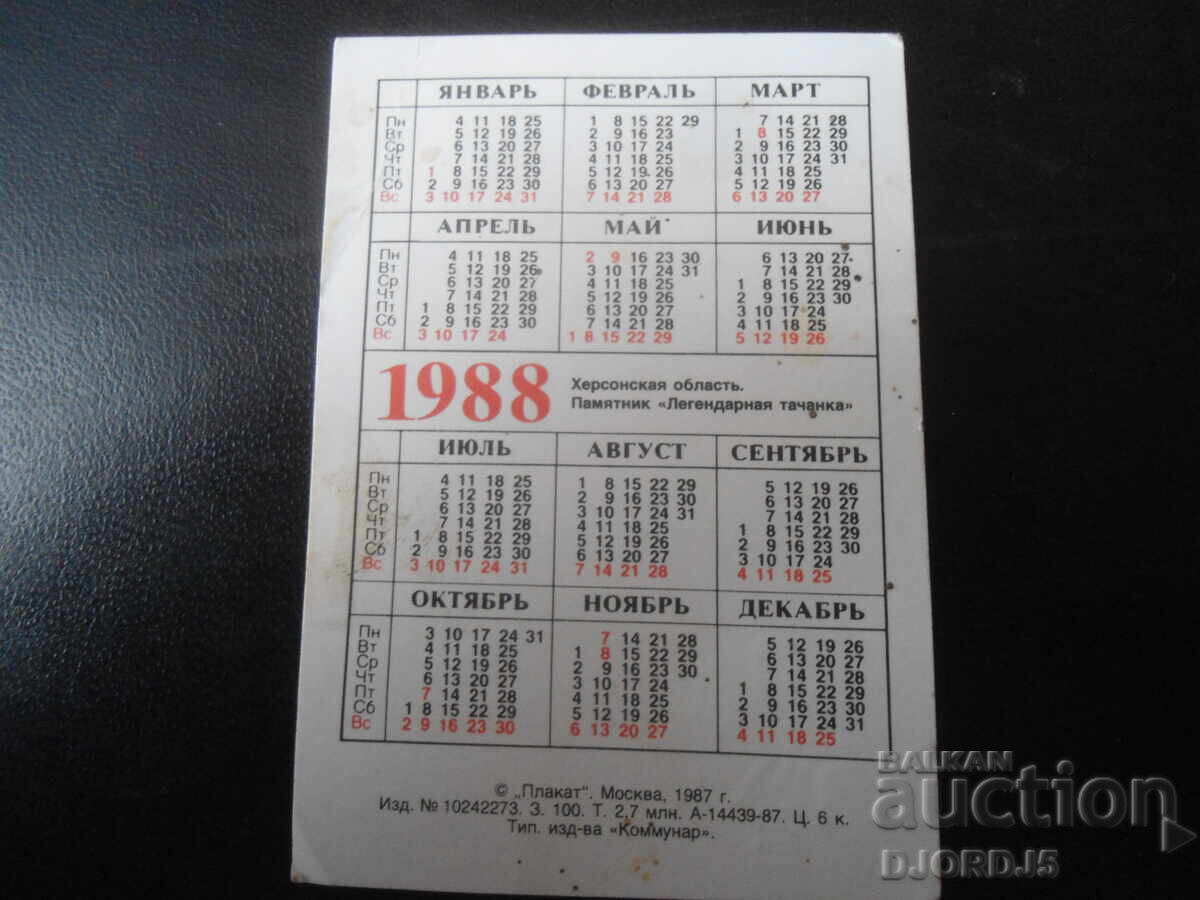 ЯНВАРЬ ФЕВРАЛЬ МАРТ
Пн 4 11 18 25 1 8 15 22 29 7 14 21 28
Вт 5 12 19 26 2 9 16 23 1 8 15 22 29
Ср 6 13 20 27 3 10 17 24 2 9 16 23 30
Чт 7 14 21 28 4 11 18 25 3 10 17 24 31
Пт 1 8 15 22 29 5 12 19 26 4 11 18 25
Сб 2 9 16 23 30 6 13 20 27 5 12 19 26
Вс 3 10 17 24 31 7 14 21 28 6 13 20 27
АПРЕЛЬ МАЙ ИЮНЬ
Пн 4 11 18 25 2 9 16 23 30 6 13 20 27
Вт 5 12 19 26 3 10 17 24 31 7 14 21 28
Ср 6 13 20 27 4 11 18 25 1 8 15 22 29
Чт 7 14 21 28 5 12 19 26 2 9 16 23 30
Пт 1 8 15 22 29 6 13 20 27 3 10 17 24
Сб 2 9 16 23 30 7 14 21 28 4 11 18 25
Вс 3 10 17 24 1 8 15 22 29 5 12 19 26
1988
Херсонская область.
Памятник «Легендарная тачанка»
ИЮЛЬ АВГУСТ СЕНТЯБРЬ
Пн 4 11 18 25 1 8 15 22 29 5 12 19 26
Вт 5 12 19 26 2 9 16 23 30 6 13 20 27
Ср 6 13 20 27 3 10 17 24 31 7 14 21 28
Чт 7 14 21 28 4 11 18 25 1 8 15 22 29
Пт 1 8 15 22 29 5 12 19 26 2 9 16 23 30
Сб 2 9 16 23 30 6 13 20 27 3 10 17 24
Вс 3 10 17 24 31 7 14 21 28 4 11 18 25
ОКТЯБРЬ НОЯБРЬ ДЕКАБРЬ
Пн 3 10 17 24 31 7 14 21 28 5 12 19 26
Вт 4 11 18 25 1 8 15 22 29 6 13 20 27
Ср 5 12 19 26 2 9 16 23 30 7 14 21 28
Чт 6 13 20 27 3 10 17 24 1 8 15 22 29
Пт 7 14 21 28 4 11 18 25 2 9 16 23 30
Сб 1 8 15 22 29 5 12 19 26 3 10 17 24 31
Вс 2 9 16 23 30 6 13 20 27 4 11 18 25
© „Плакат“. Москва, 1987 г.
Изд. № 10242273. З. 100. Т. 2,7 млн. А-14439-87. Ц. 6 к.
Тип. изд-ва «Коммунар».
BALKAN
auction
DJORDJ5